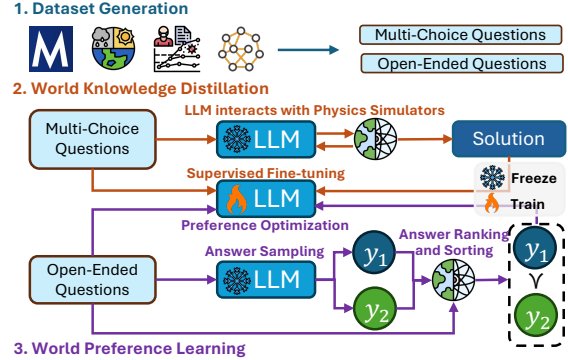 1. Dataset Generation
M
Multi-Choice Questions
Open-Ended Questions
2. World Knowledge Distillation
LLM interacts with Physics Simulators
Multi-Choice
Questions
LLM
Solution
Supervised Fine-tuning
LLM
Freeze
Train
Preference Optimization
Answer Sampling
Answer Ranking
and Sorting
Open-Ended
Questions
LLM
y₁
y₂
y₁
≻
y₂
3. World Preference Learning